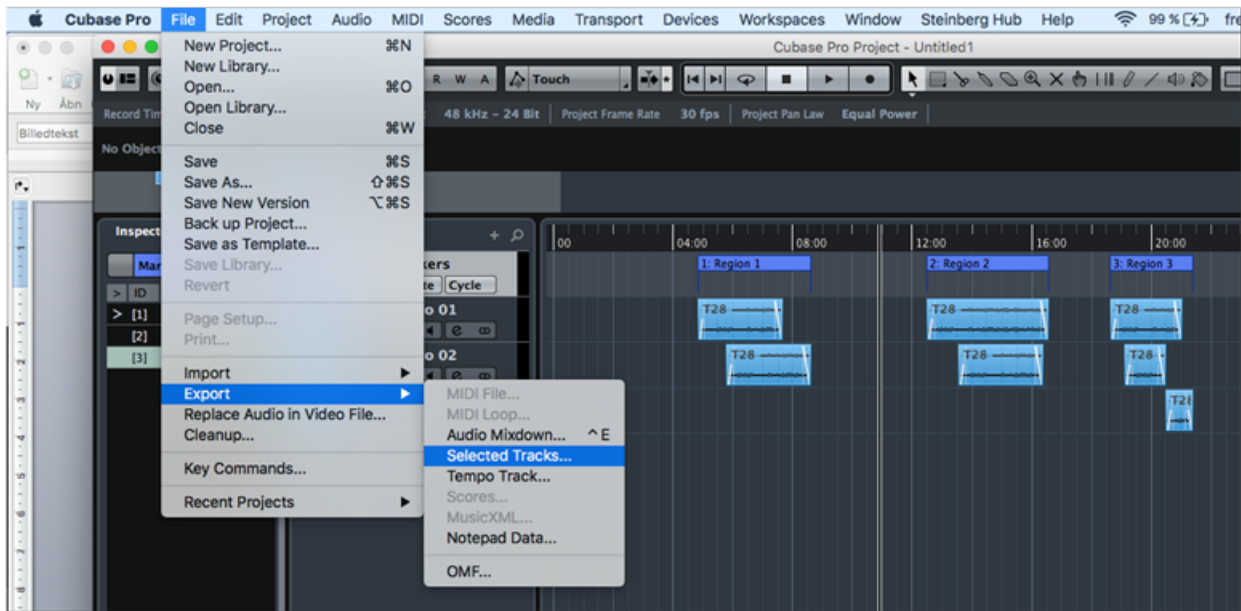 Cubase Pro File Edit Project Audio MIDI Scores Media Transport Devices Workspaces Window Steinberg Hub Help 99 % fre
Cubase Pro Project - Untitled1
New Project... ⌘N
New Library...
Open... ⌘O
Open Library...
Close ⌘W
Save ⌘S
Save As... ⇧⌘S
Save New Version ⌥⌘S
Back up Project...
Save as Template...
Save Library...
Revert
Page Setup...
Print...
Import
Export
Replace Audio in Video File...
Cleanup...
Key Commands...
Recent Projects
MIDI File...
MIDI Loop...
Audio Mixdown... ^E
Selected Tracks...
Tempo Track...
Scores...
MusicXML...
Notepad Data...
OMF...
Ny Åbn
Billedtekst
R W A Touch
Record Tim
48 kHz - 24 Bit Project Frame Rate 30 fps Project Pan Law Equal Power
No Object
Inspect
Mar
ID
[1]
[2]
[3]
kers
te Cycle
o 01
o 02
00 04:00 08:00 12:00 16:00 20:00
1: Region 1 2: Region 2 3: Region 3
T28 T28 T28
T28 T28 T28
T28